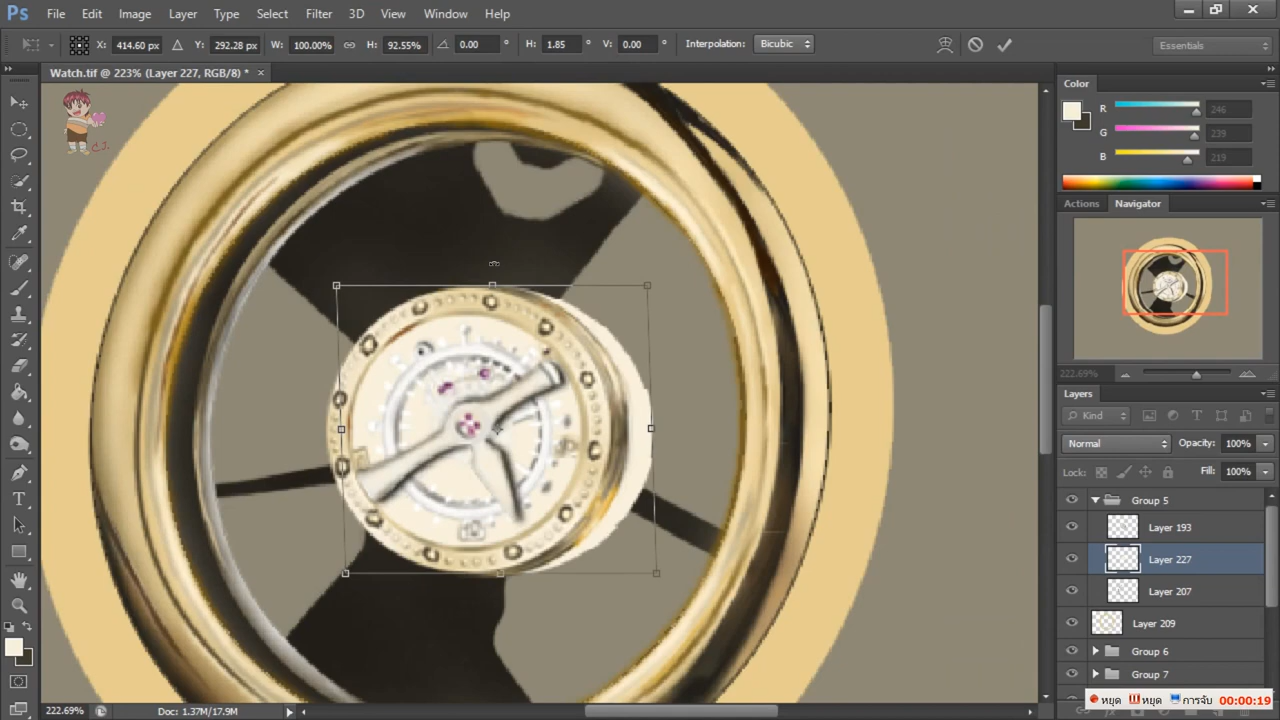 Ps File Edit Image Layer Type Select Filter 3D View Window Help
X: 414.60 px Y: 292.28 px W: 100.00% H: 92.55% 0.00 ° H: 1.85 ° V: 0.00 ° Interpolation: Bicubic Essentials
Watch.tif @ 223% (Layer 227, RGB/8) * ×
Color
R 246
G 239
B 219
Actions Navigator
222.69%
Layers
Kind
Normal Opacity: 100%
Lock: Fill: 100%
Group 5
Layer 193
Layer 227
Layer 207
Layer 209
Group 6
Group 7
หยุด หยุด การจับ 00:00:19
222.69% Doc: 1.37M/17.9M